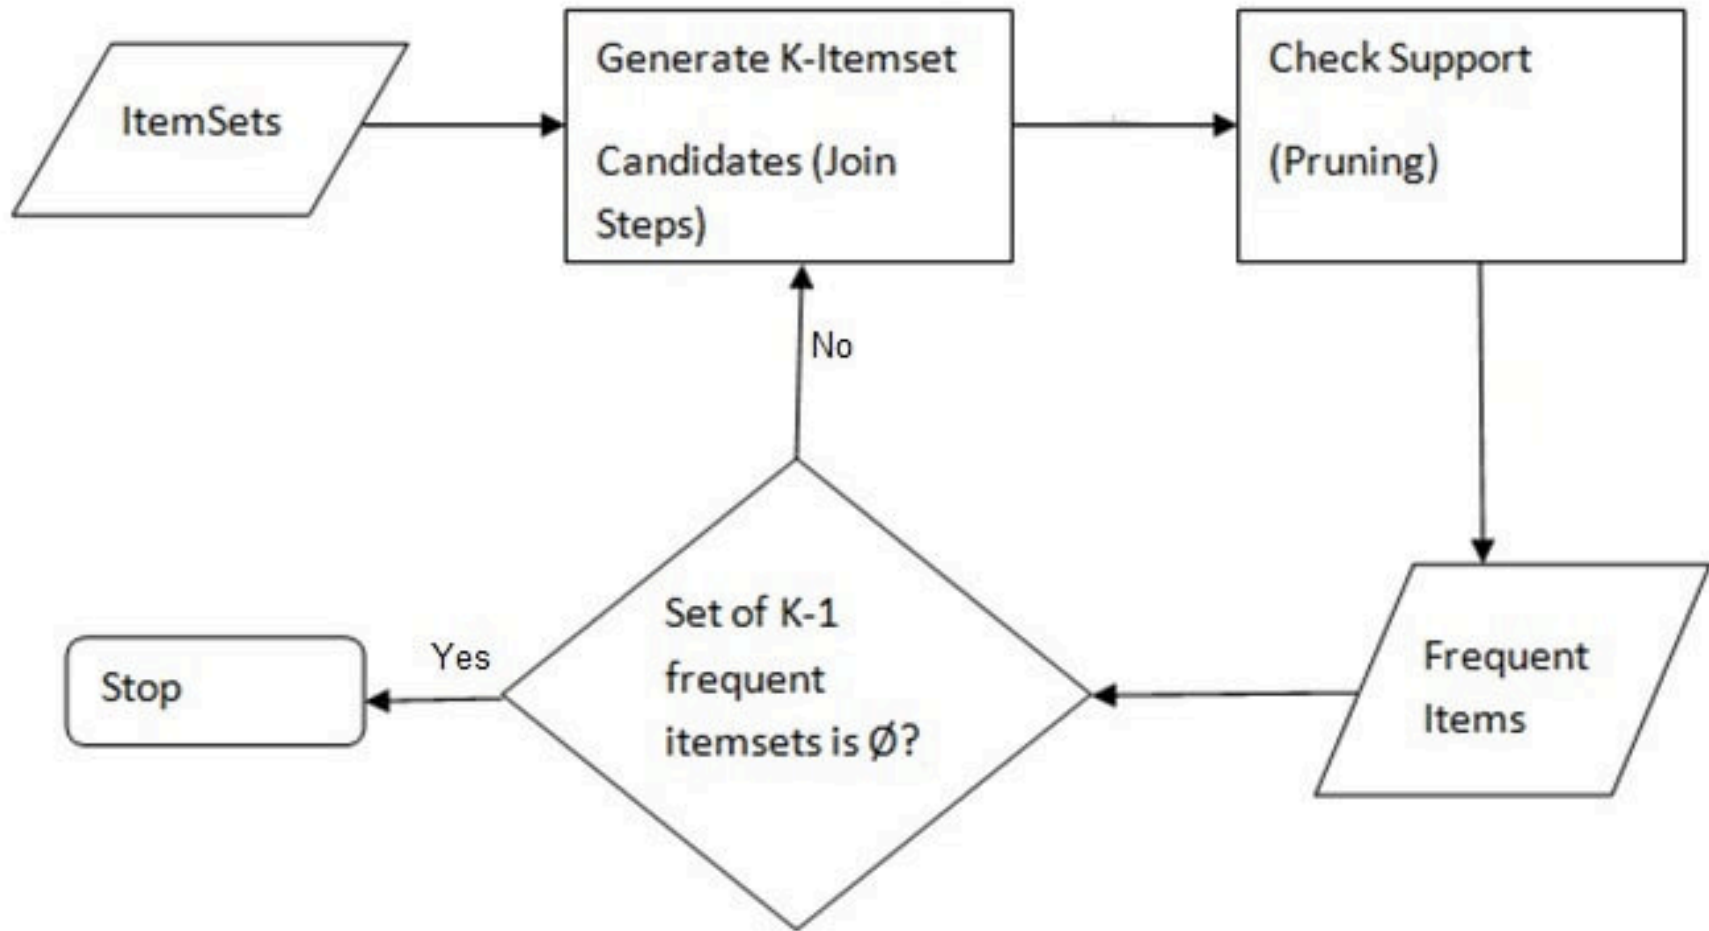 ItemSets
Generate K-Itemset
Candidates (Join
Steps)
Check Support
(Pruning)
No
Set of K-1
frequent
itemsets is Ø?
Yes
Stop
Frequent
Items